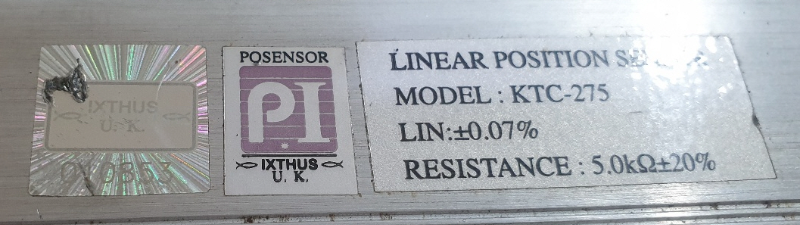 IXTHUS
U. K.
POSENSOR
P.I
IXTHUS
U. K.
LINEAR POSITION
MODEL : KTC-275
LIN:±0.07%
RESISTANCE : 5.0kΩ±20%